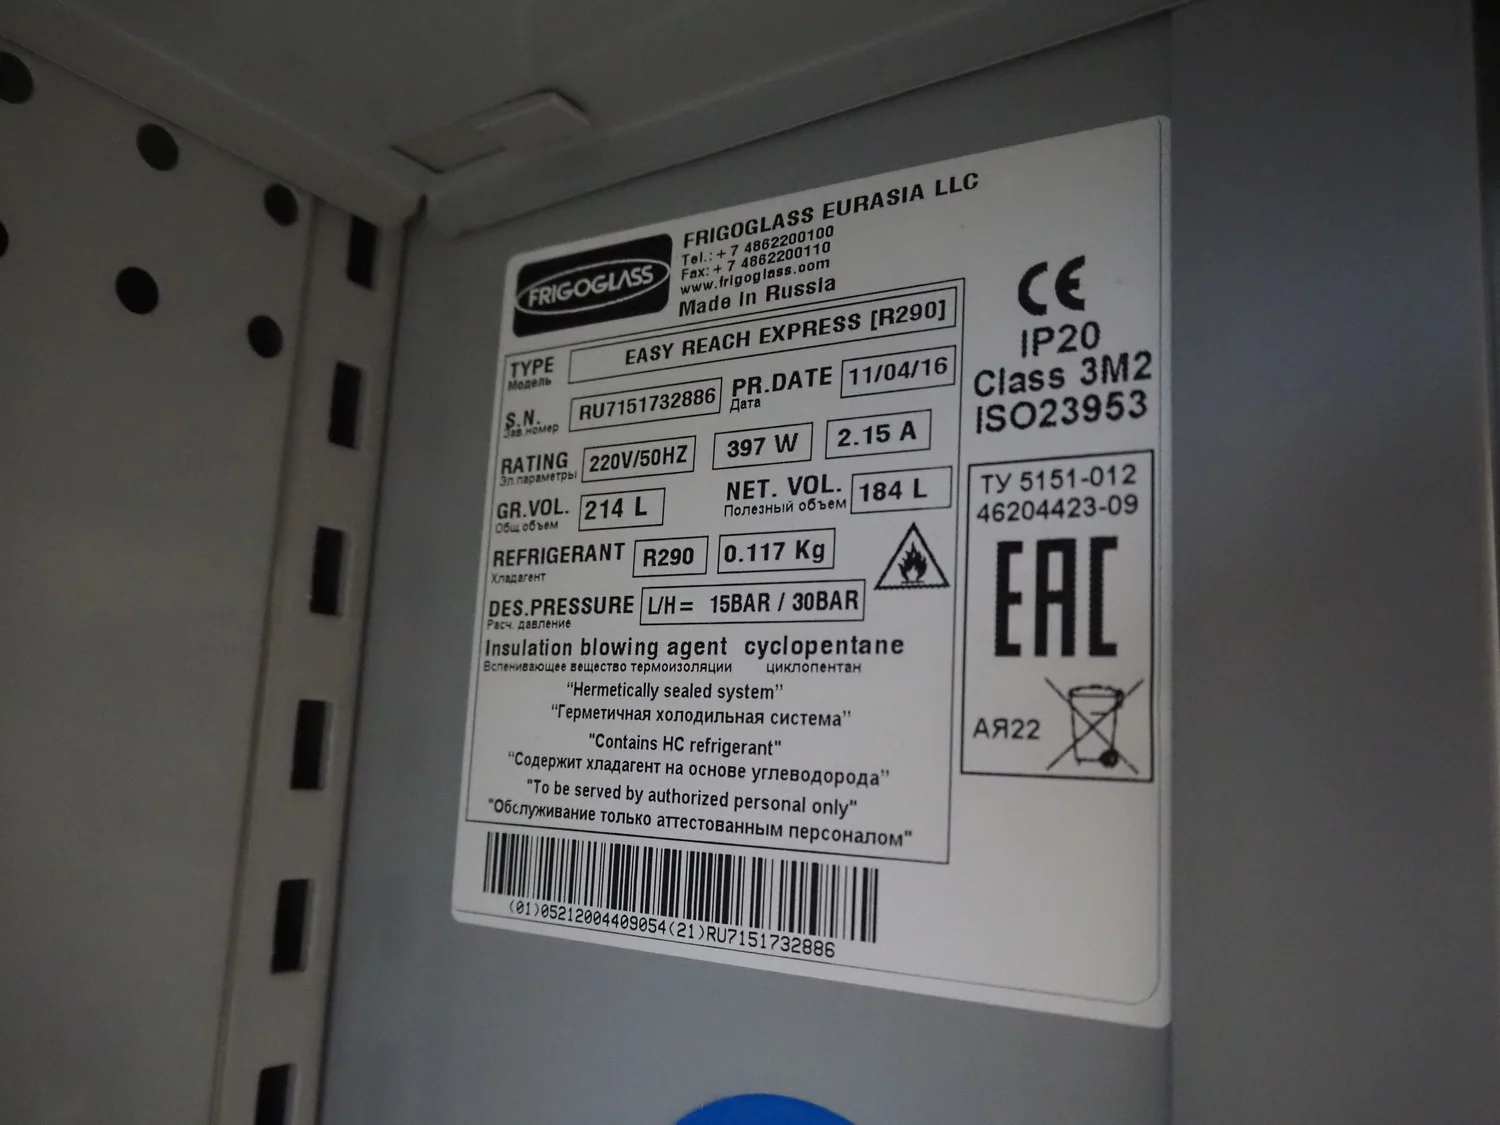 FRIGOGLASS
FRIGOGLASS EURASIA LLC
Tel.: + 7 4862200100
Fax: + 7 4862200110
www.frigoglass.com
Made In Russia
TYPE EASY REACH EXPRESS [R290]
Модель
S.N. RU7151732886 PR.DATE 11/04/16
Зав.номер Дата
RATING 220V/50HZ 397 W 2.15 A
Эл.параметры
GR.VOL. 214 L NET. VOL. 184 L
Общ.объем Полезный объем
REFRIGERANT R290 0.117 Kg
Хладагент
DES.PRESSURE L/H= 15BAR / 30BAR
Расч. давление
Insulation blowing agent cyclopentane
Вспенивающее вещество термоизоляции циклопентан
"Hermetically sealed system"
"Герметичная холодильная система"
"Contains HC refrigerant"
"Содержит хладагент на основе углеводорода"
"To be served by authorized personal only"
"Обслуживание только аттестованным персоналом"
(01)05212004409054(21)RU7151732886
CE
IP20
Class 3M2
ISO23953
ТУ 5151-012
46204423-09
EAC
АЯ22